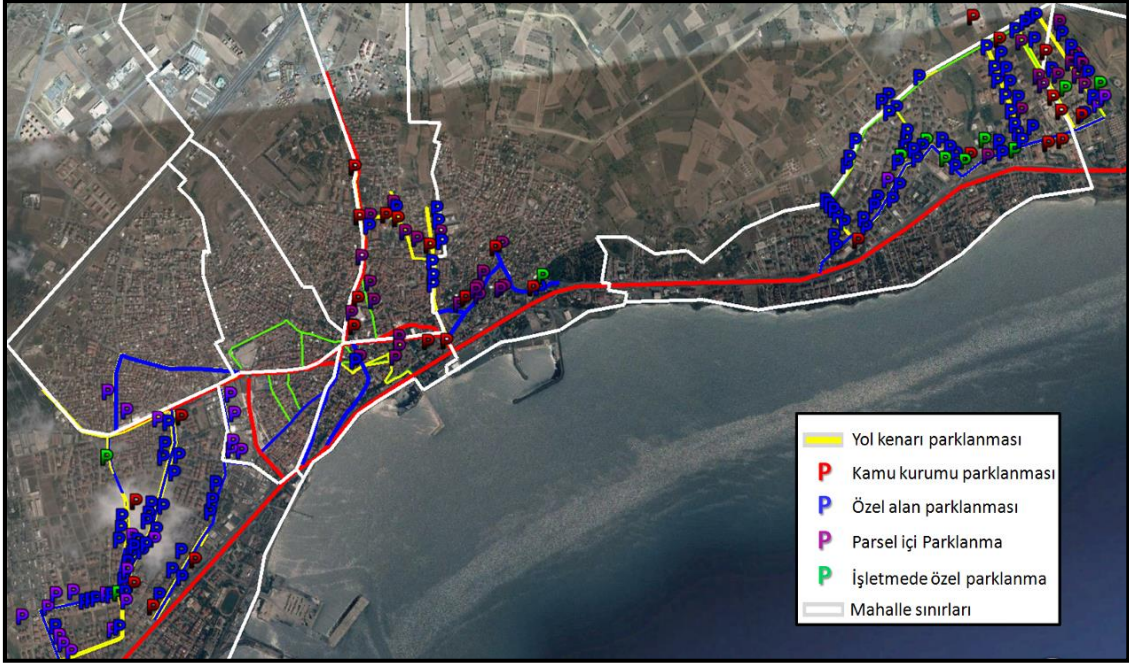 Yol kenarı parklanması
P Kamu kurumu parklanması
P Özel alan parklanması
P Parsel içi Parklanma
P İşletmede özel parklanma
Mahalle sınırları